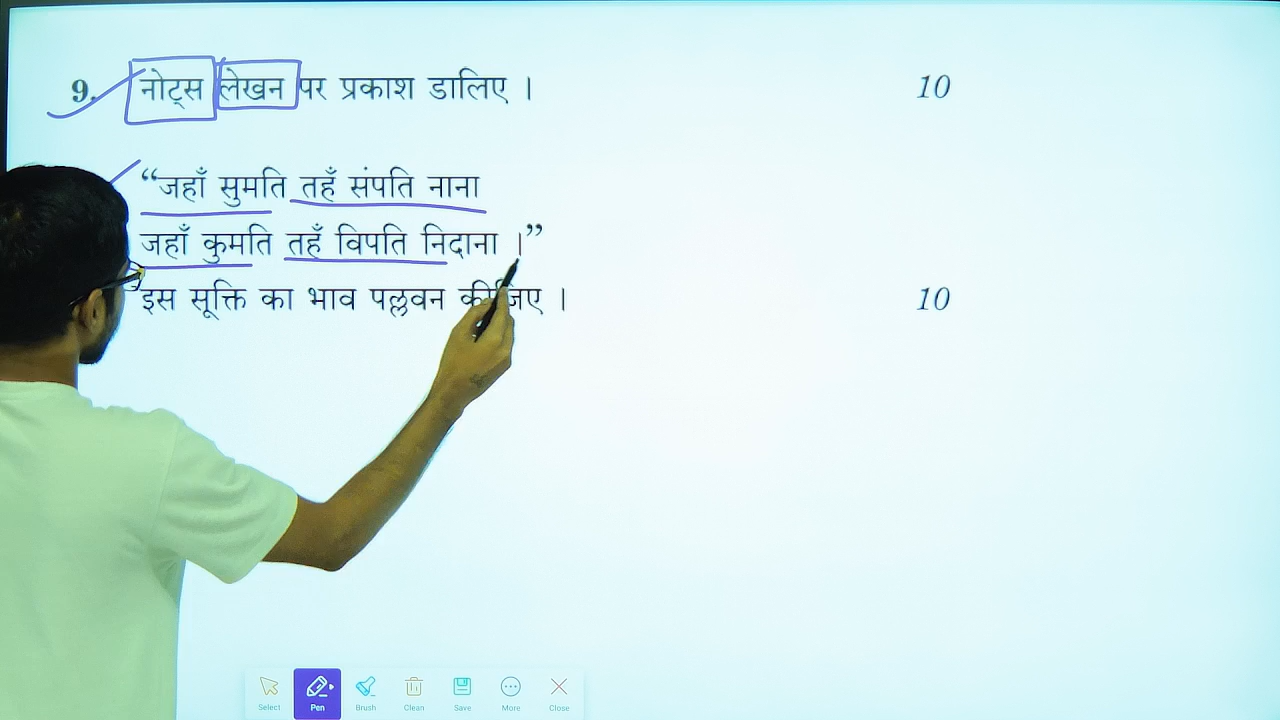 9. नोट्स लेखन पर प्रकाश डालिए । 10
“जहाँ सुमति तहँ संपति नाना
जहाँ कुमति तहँ विपति निदाना ।”
इस सूक्ति का भाव पल्लवन कीजिए । 10
Select Pen Brush Clean Save More Close